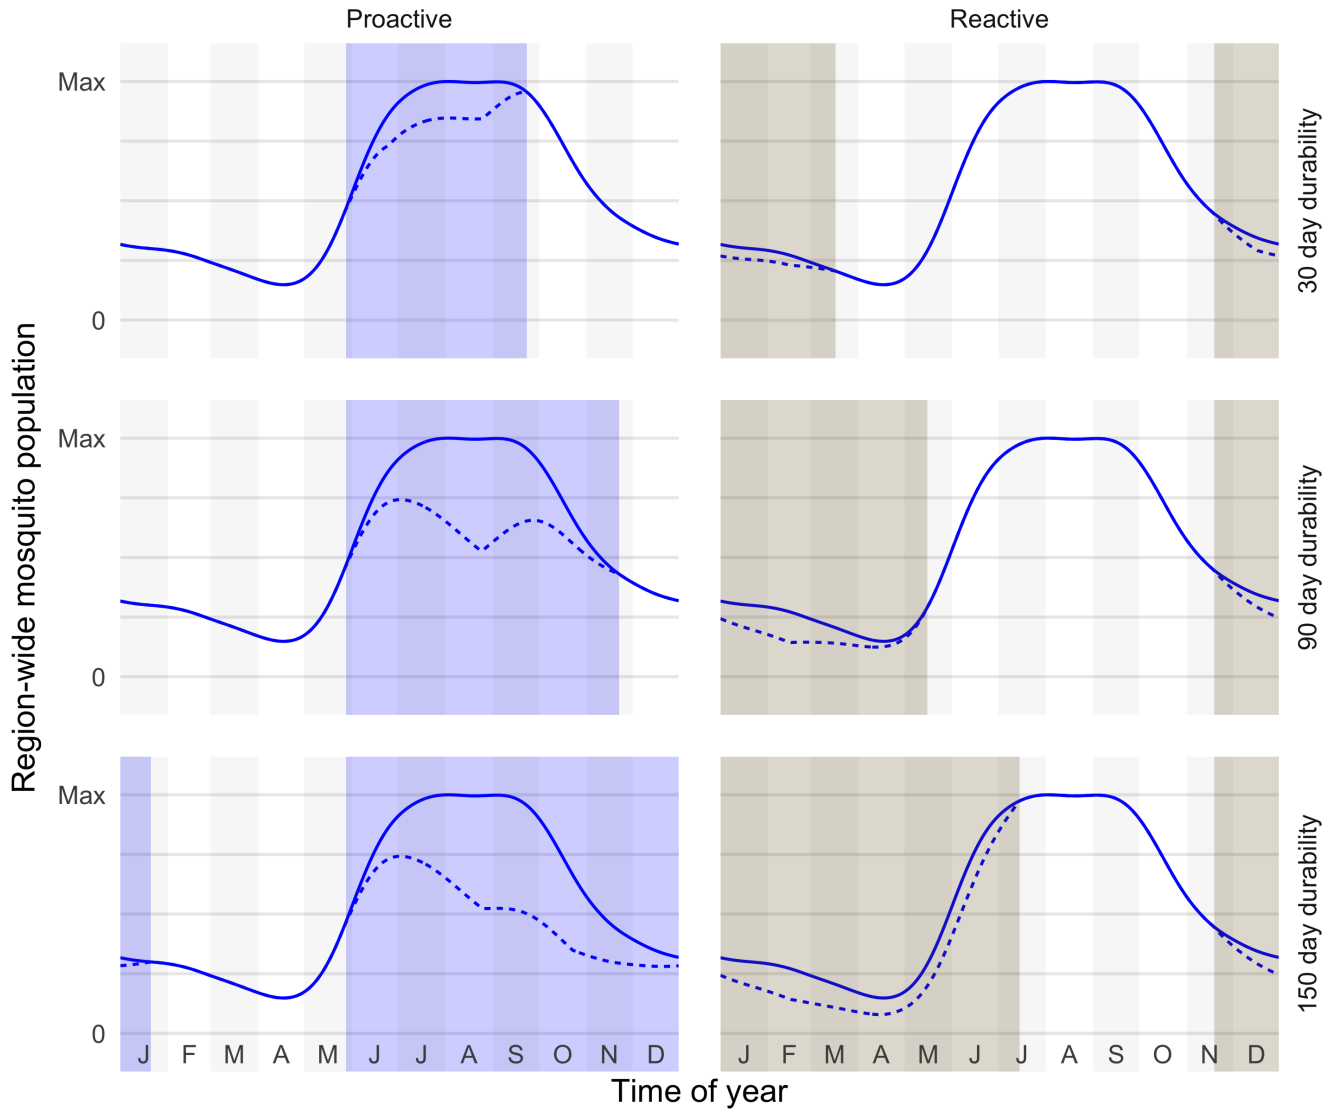 Proactive
Reactive
Max
0
30 day durability
Region-wide mosquito population
Max
0
90 day durability
Max
0
150 day durability
J F M A M J J A S O N D
J F M A M J J A S O N D
Time of year